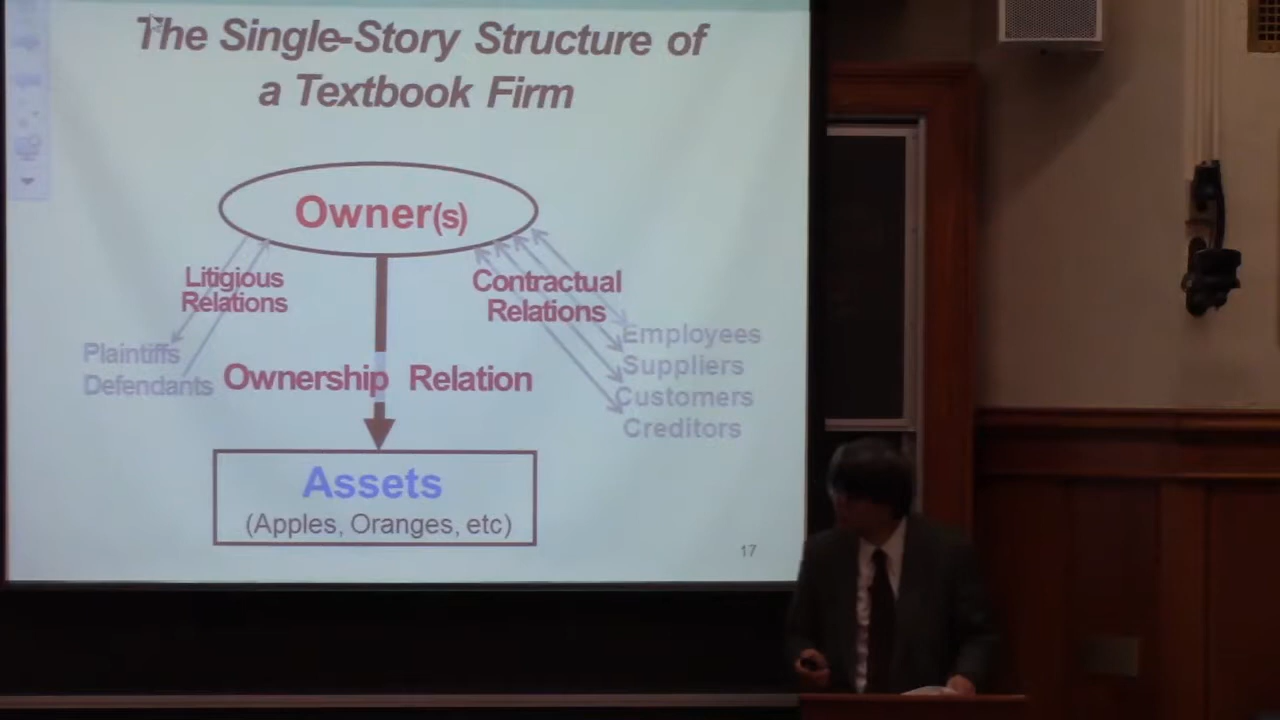 The Single-Story Structure of
a Textbook Firm
Owner(s)
Litigious
Relations
Contractual
Relations
Plaintiffs
Defendants
Employees
Suppliers
Customers
Creditors
Ownership Relation
Assets
(Apples, Oranges, etc)
17